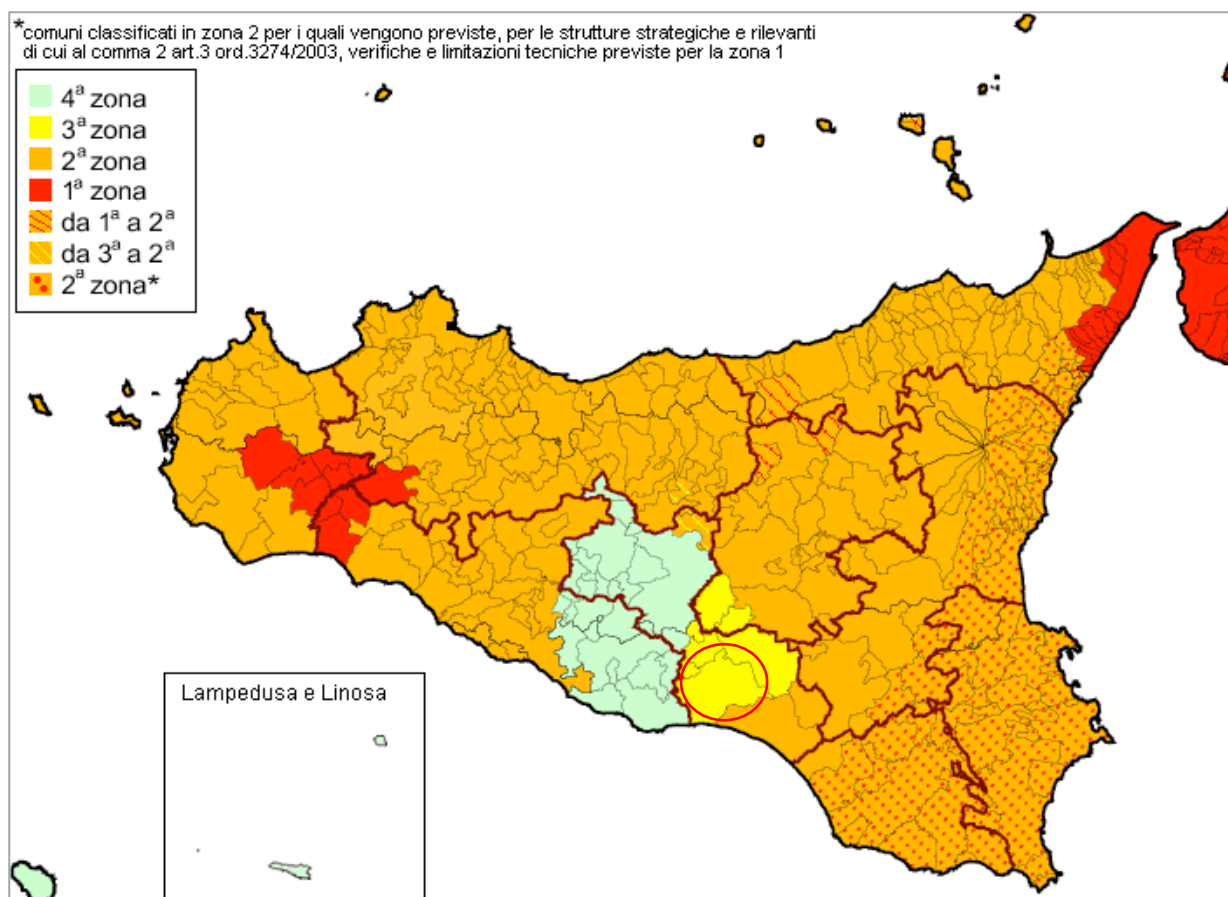 *comuni classificati in zona 2 per i quali vengono previste, per le strutture strategiche e rilevanti
di cui al comma 2 art.3 ord.3274/2003, verifiche e limitazioni tecniche previste per la zona 1
4ª zona
3ª zona
2ª zona
1ª zona
da 1ª a 2ª
da 3ª a 2ª
2ª zona*
Lampedusa e Linosa